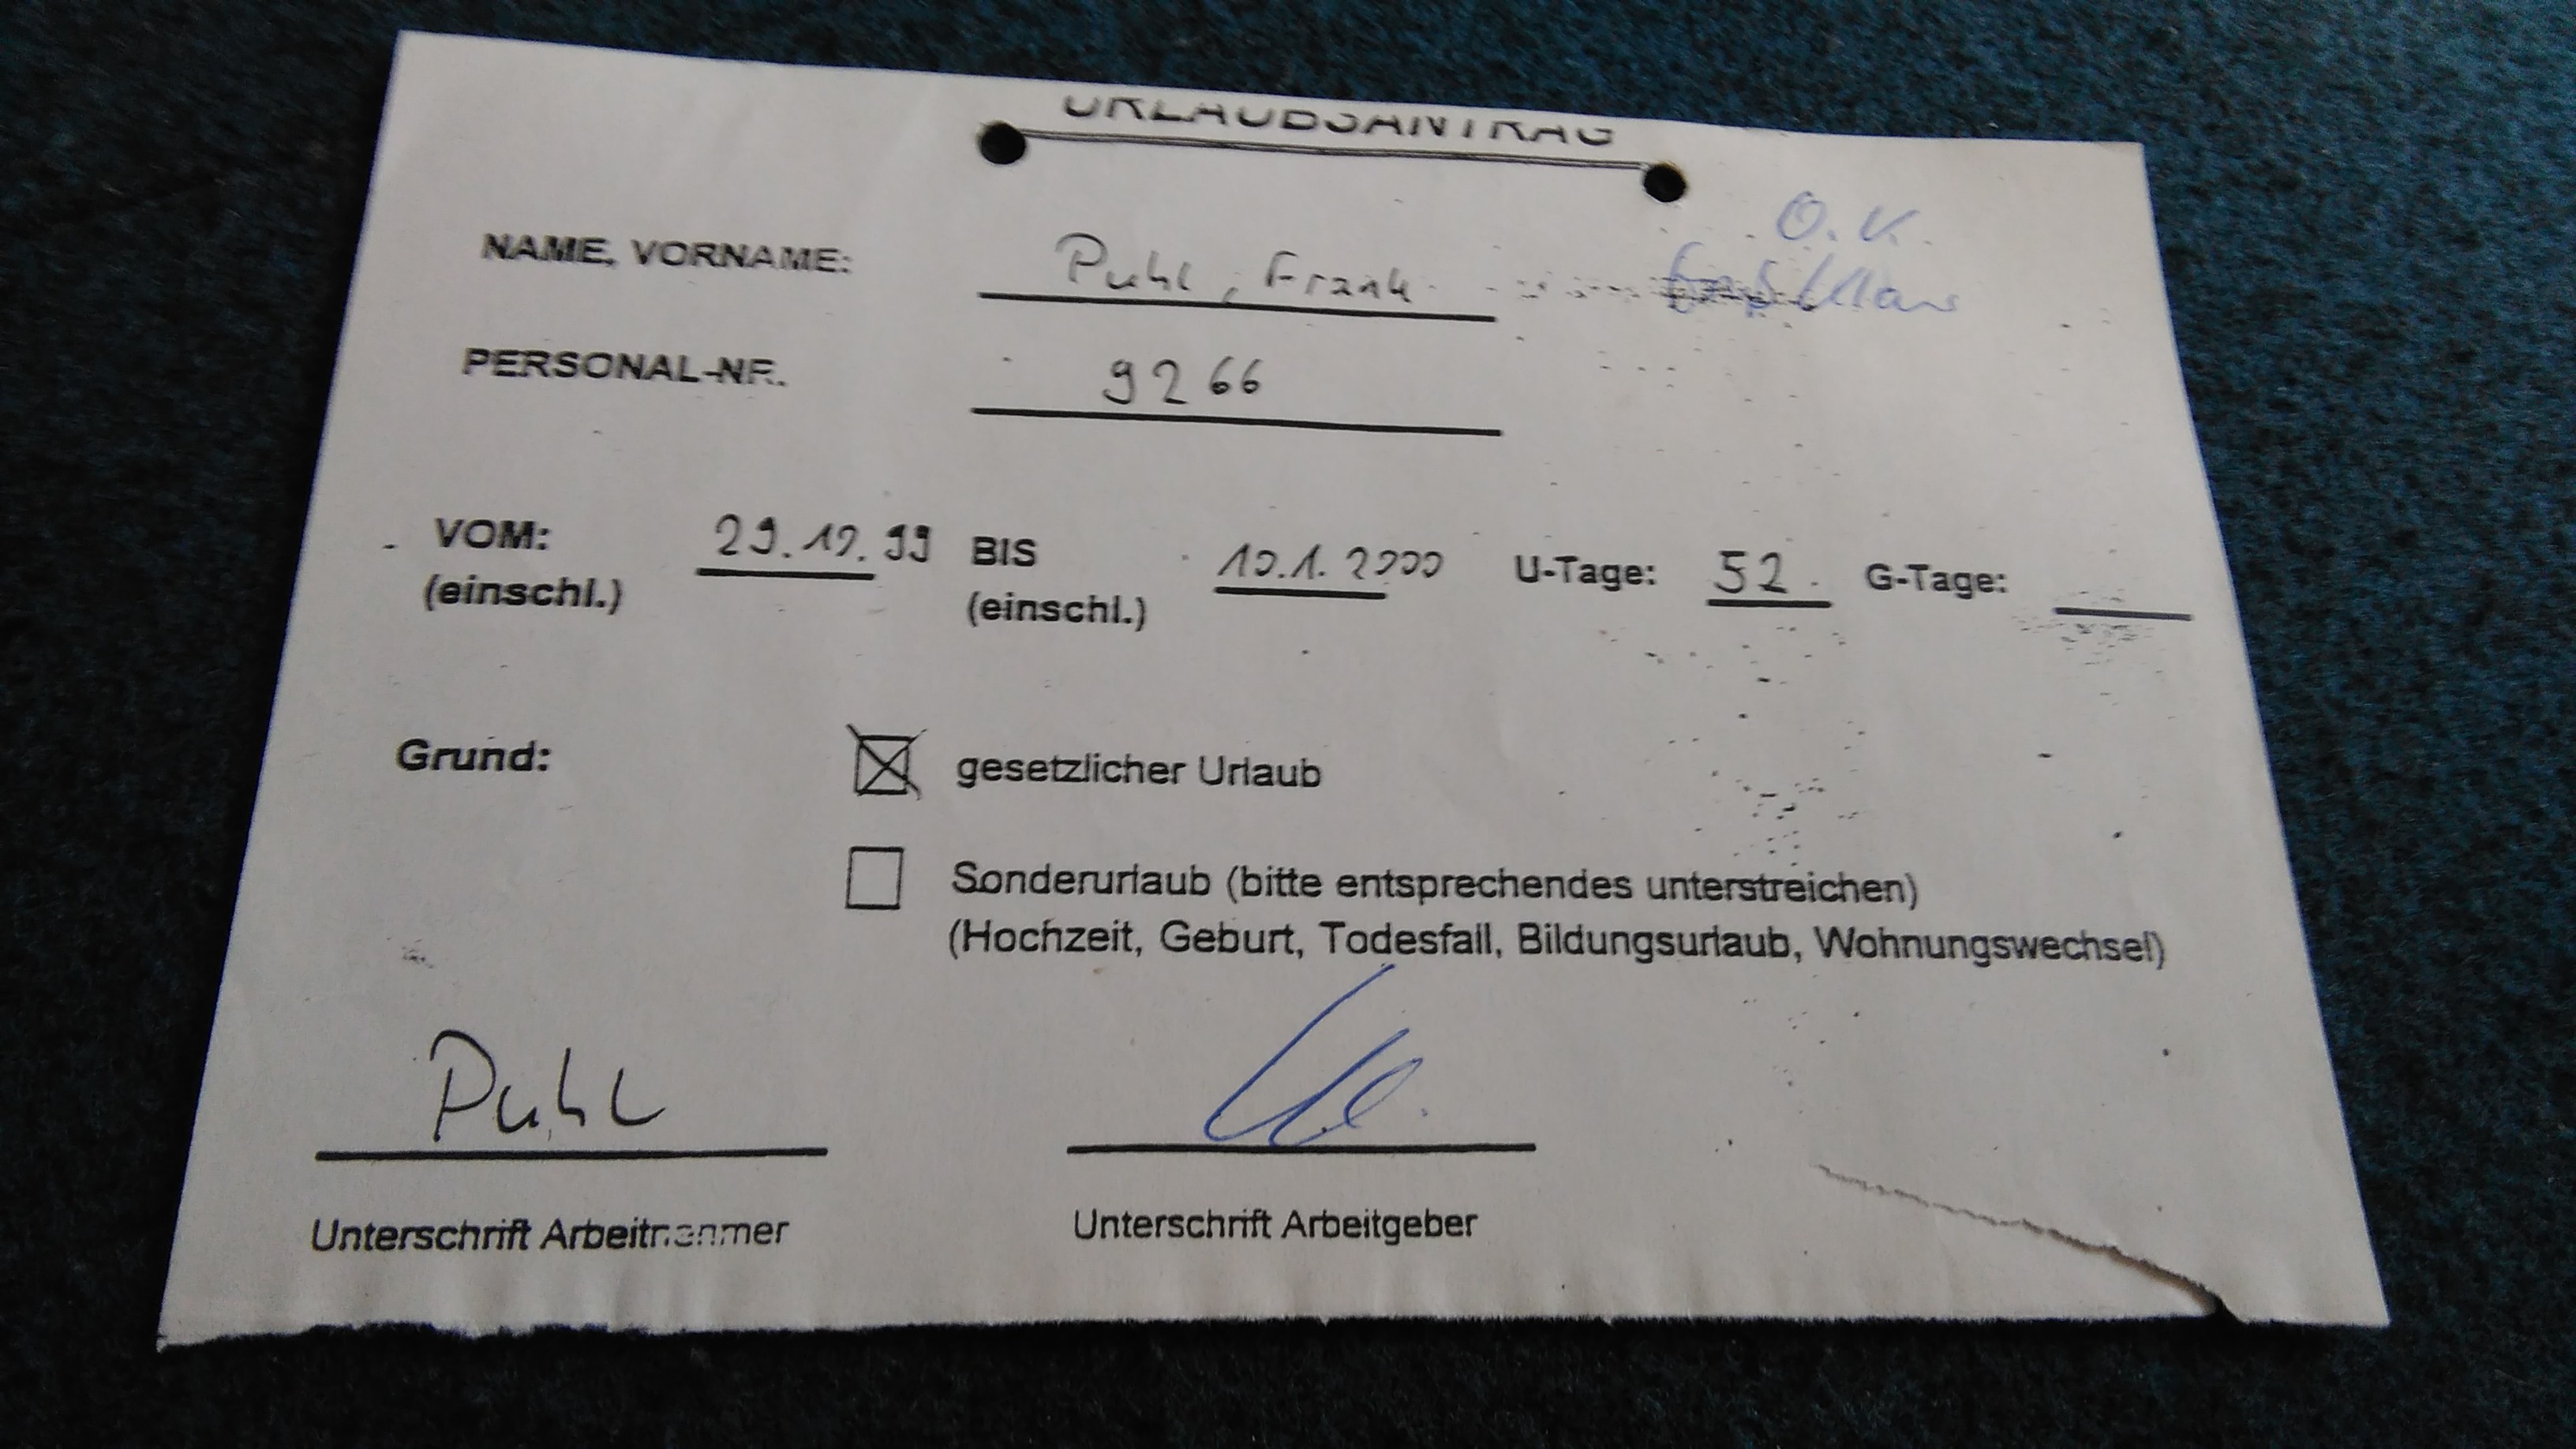 URLAUBSANTRAG
O.K.
NAME, VORNAME: Puhl, Frank
PERSONAL-NR. 9266
VOM: 29.12.99 BIS 10.1.2000 U-Tage: 52 G-Tage:
(einschl.) (einschl.)
Grund: gesetzlicher Urlaub
Sonderurlaub (bitte entsprechendes unterstreichen)
(Hochzeit, Geburt, Todesfall, Bildungsurlaub, Wohnungswechsel)
Puhl
Unterschrift Arbeitnehmer Unterschrift Arbeitgeber